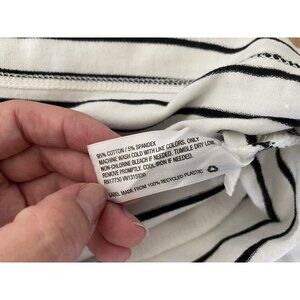 95% COTTON / 5% SPANDEX
MACHINE WASH COLD WITH LIKE COLORS. ONLY
NON-CHLORINE BLEACH IF NEEDED. TUMBLE DRY LOW.
REMOVE PROMPTLY. COOL IRON IF NEEDED.
LABEL MADE FROM 100% RECYCLED PLASTIC